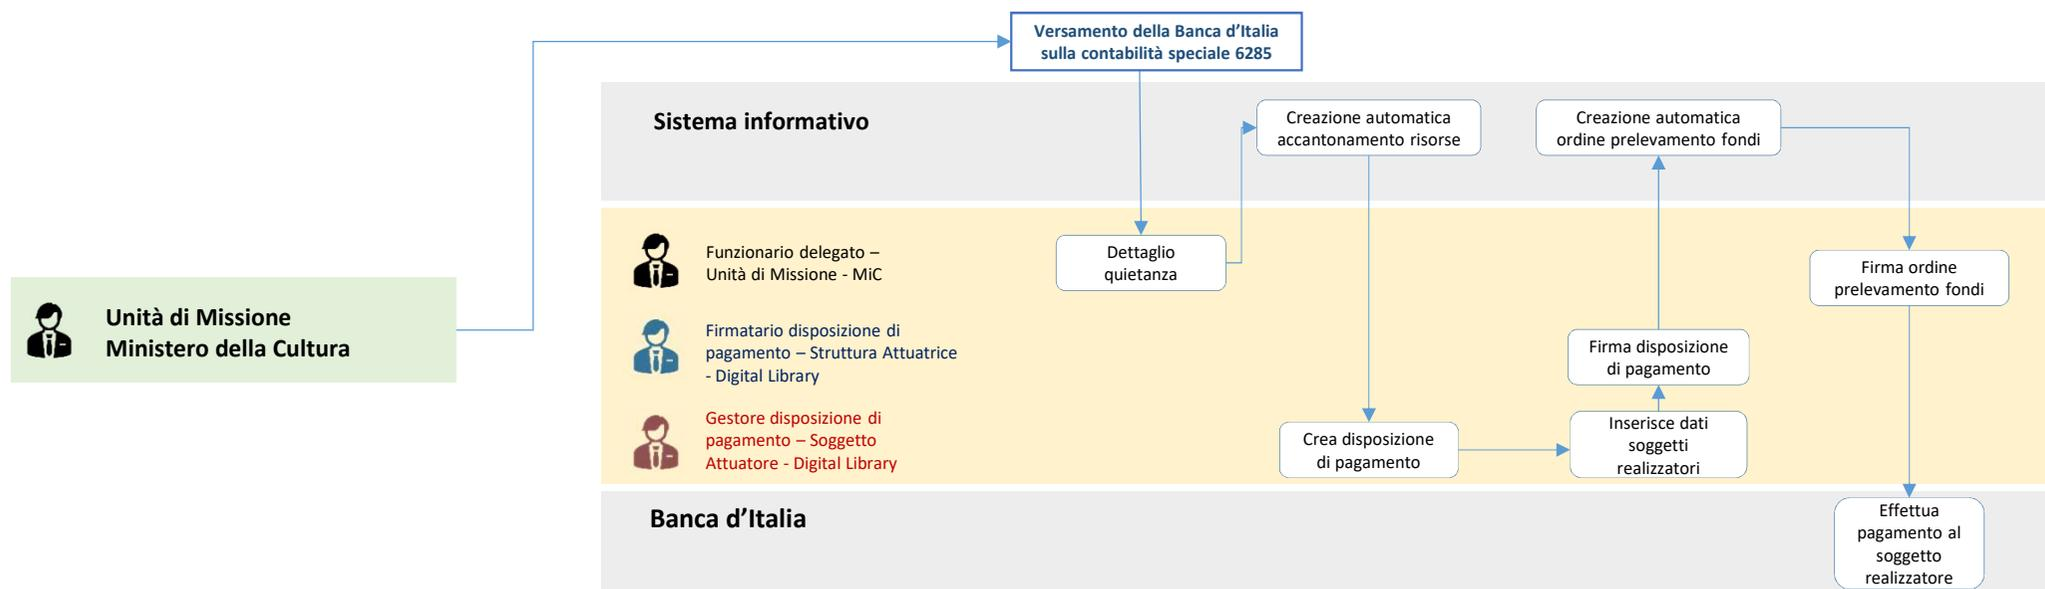 Versamento della Banca d’Italia
sulla contabilità speciale 6285
Sistema informativo
Creazione automatica
accantonamento risorse
Creazione automatica
ordine prelevamento fondi
Unità di Missione
Ministero della Cultura
Funzionario delegato –
Unità di Missione - MiC
Dettaglio
quietanza
Firma ordine
prelevamento fondi
Firmatario disposizione di
pagamento – Struttura Attuatrice
- Digital Library
Firma disposizione
di pagamento
Gestore disposizione di
pagamento – Soggetto
Attuatore - Digital Library
Crea disposizione
di pagamento
Inserisce dati
soggetti
realizzatori
Banca d’Italia
Effettua
pagamento al
soggetto
realizzatore